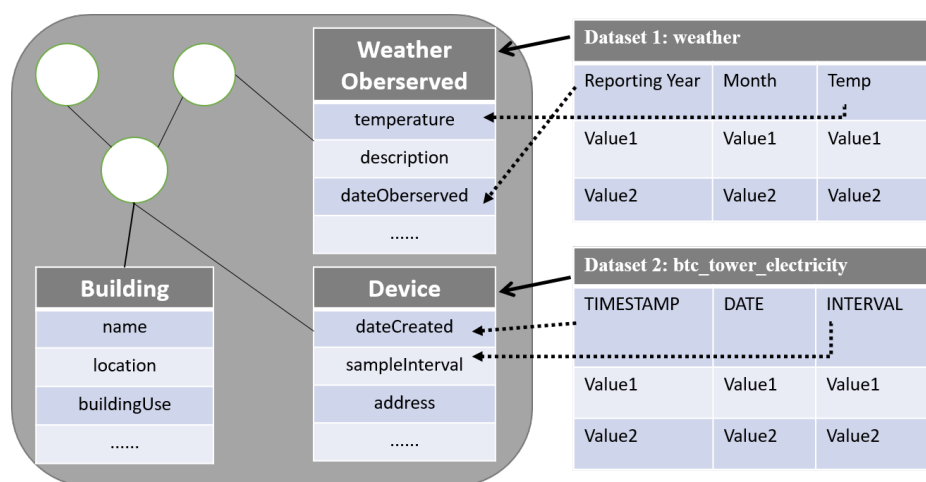 Weather
Oberserved
temperature
description
dateOberserved
......
Building
name
location
buildingUse
......
Device
dateCreated
sampleInterval
address
......
Dataset 1: weather
Reporting Year Month Temp
Value1 Value1 Value1
Value2 Value2 Value2
Dataset 2: btc_tower_electricity
TIMESTAMP DATE INTERVAL
Value1 Value1 Value1
Value2 Value2 Value2